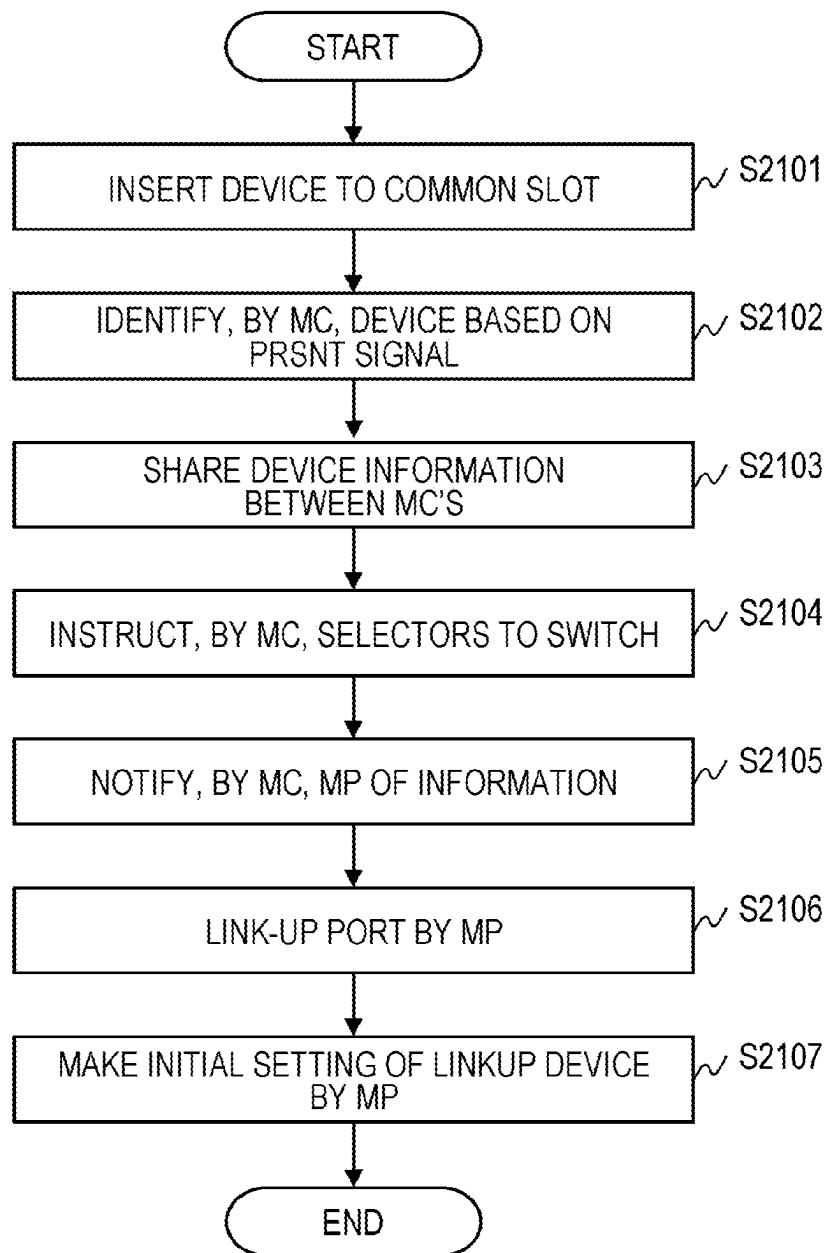 START
INSERT DEVICE TO COMMON SLOT
S2101
IDENTIFY, BY MC, DEVICE BASED ON
PRSNT SIGNAL
S2102
SHARE DEVICE INFORMATION
BETWEEN MC'S
S2103
INSTRUCT, BY MC, SELECTORS TO SWITCH
S2104
NOTIFY, BY MC, MP OF INFORMATION
S2105
LINK-UP PORT BY MP
S2106
MAKE INITIAL SETTING OF LINKUP DEVICE
BY MP
S2107
END